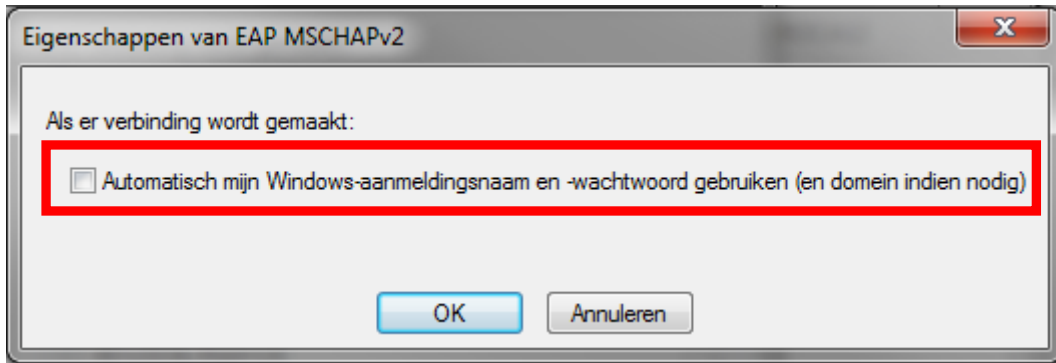 Eigenschappen van EAP MSCHAPv2
Als er verbinding wordt gemaakt:
Automatisch mijn Windows-aanmeldingsnaam en -wachtwoord gebruiken (en domein indien nodig)
OK
Annuleren